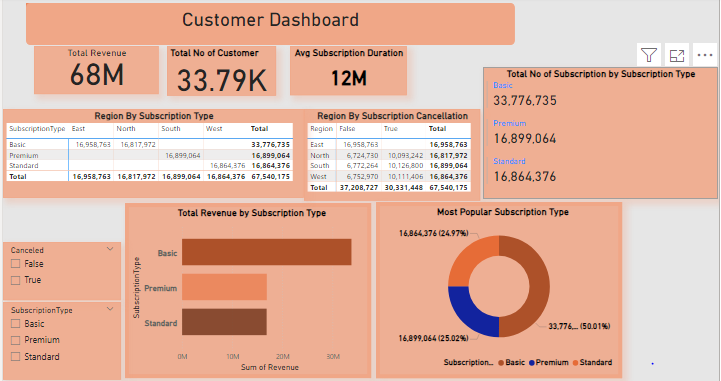 Customer Dashboard
Total Revenue
68M
Total No of Customer
33.79K
Avg Subscription Duration
12M
Total No of Subscription by Subscription Type
Basic
33,776,735
Premium
16,899,064
Standard
16,864,376
Region By Subscription Type
SubscriptionType East North South West Total
Basic 16,958,763 16,817,972 33,776,735
Premium 16,899,064 16,899,064
Standard 16,864,376 16,864,376
Total 16,958,763 16,817,972 16,899,064 16,864,376 67,540,175
Region By Subscription Cancellation
Region False True Total
East 16,958,763 16,958,763
North 6,724,730 10,093,242 16,817,972
South 6,772,264 10,126,800 16,899,064
West 6,752,970 10,111,406 16,864,376
Total 37,208,727 30,331,448 67,540,175
Canceled
False
True
SubscriptionType
Basic
Premium
Standard
Total Revenue by Subscription Type
SubscriptionType
Basic
Premium
Standard
0M 10M 20M 30M
Sum of Revenue
Most Popular Subscription Type
16,864,376 (24.97%)
33,776,... (50.01%)
16,899,064 (25.02%)
Subscription... Basic Premium Standard